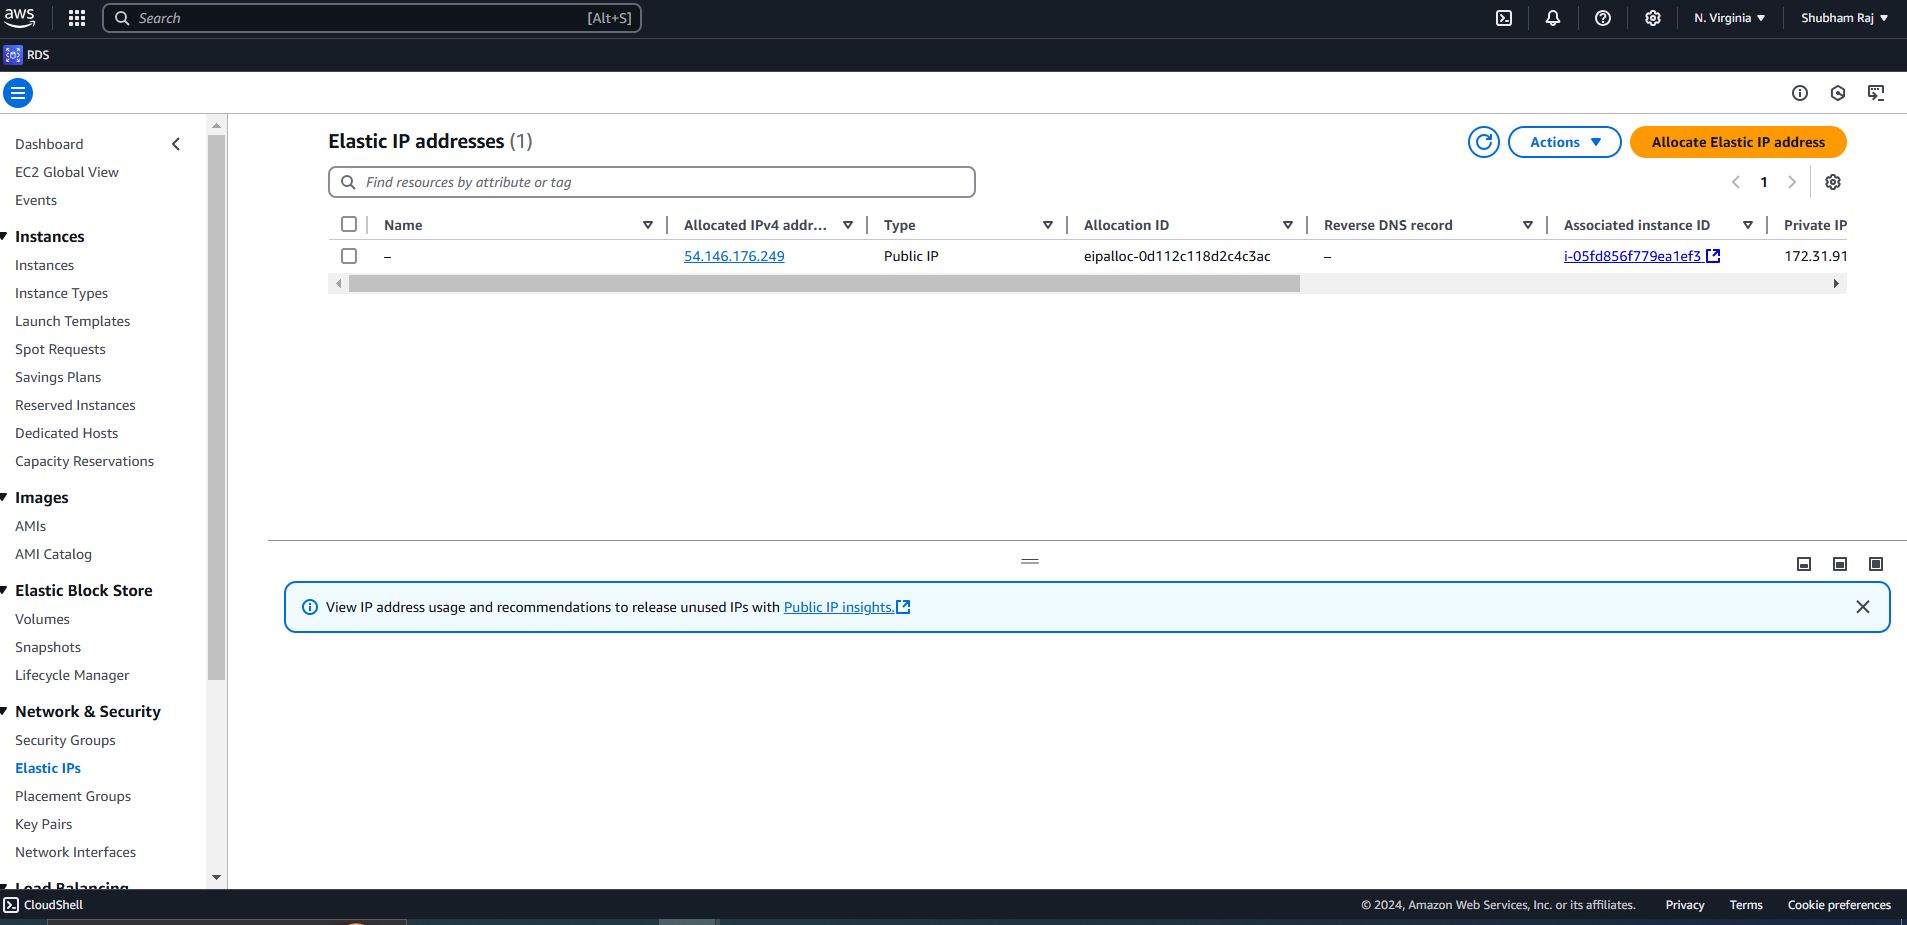 aws
Search [Alt+S]
N. Virginia
Shubham Raj
RDS
Dashboard
EC2 Global View
Events
Instances
Instances
Instance Types
Launch Templates
Spot Requests
Savings Plans
Reserved Instances
Dedicated Hosts
Capacity Reservations
Images
AMIs
AMI Catalog
Elastic Block Store
Volumes
Snapshots
Lifecycle Manager
Network & Security
Security Groups
Elastic IPs
Placement Groups
Key Pairs
Network Interfaces
Load Balancing
Elastic IP addresses (1)
Actions
Allocate Elastic IP address
Find resources by attribute or tag
1
Name Allocated IPv4 addr... Type Allocation ID Reverse DNS record Associated instance ID Private IP
– 54.146.176.249 Public IP eipalloc-0d112c118d2c4c3ac – i-05fd856f779ea1ef3 172.31.91
View IP address usage and recommendations to release unused IPs with Public IP insights.
CloudShell
© 2024, Amazon Web Services, Inc. or its affiliates. Privacy Terms Cookie preferences